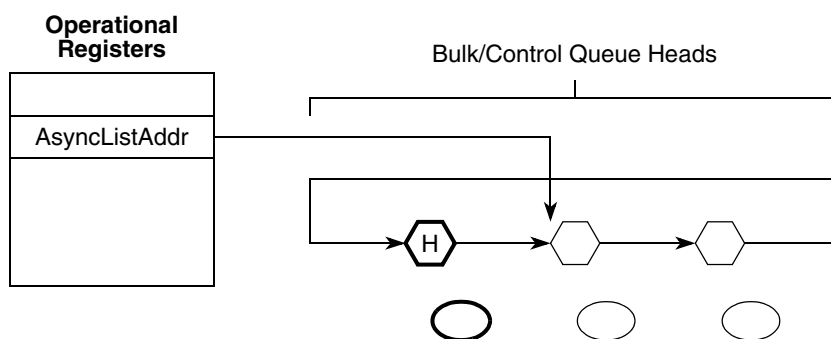 Operational
Registers
Bulk/Control Queue Heads
AsyncListAddr
H